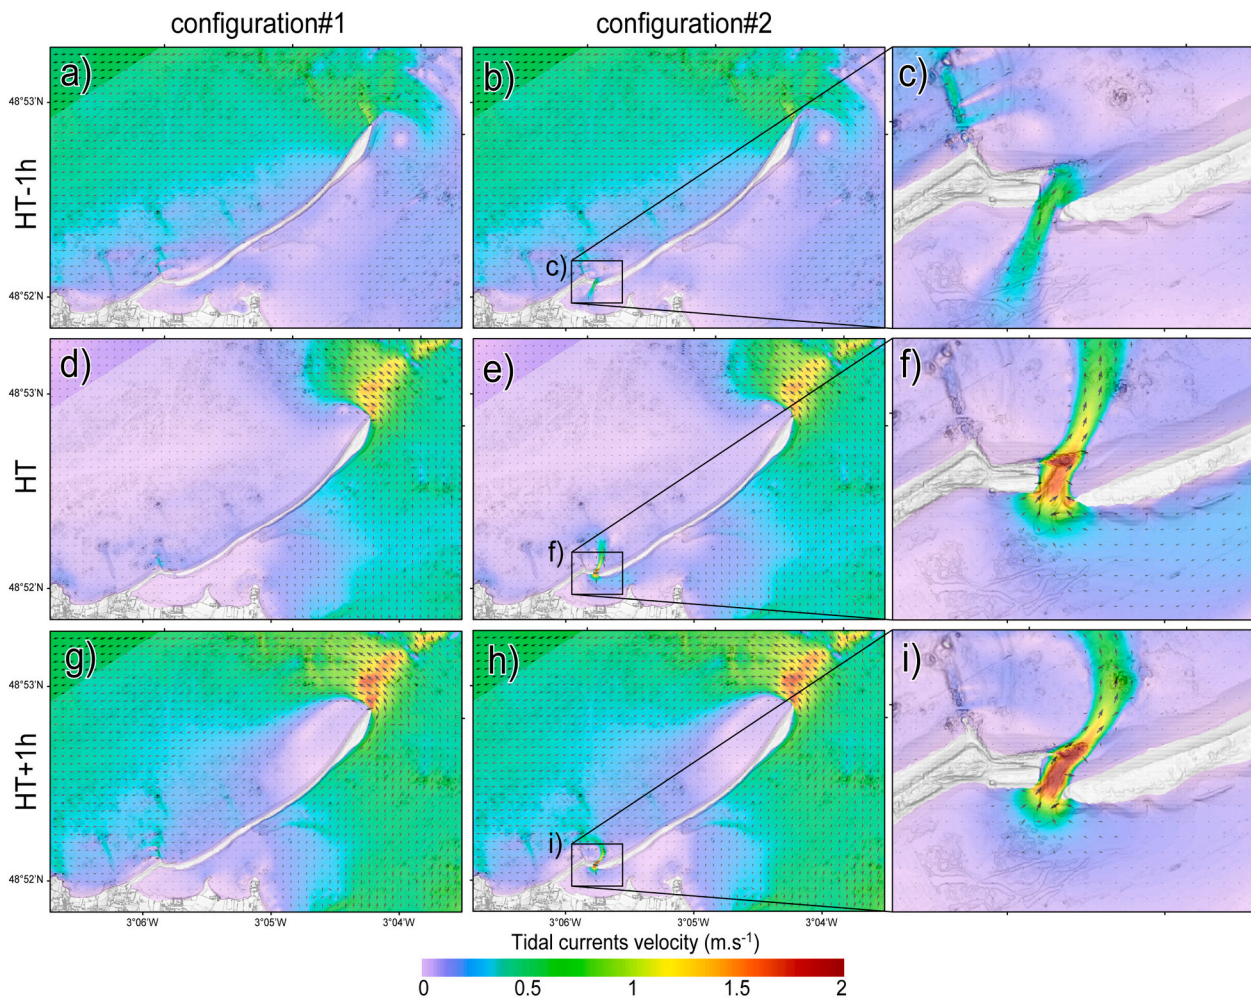 configuration#1 configuration#2
a) b) c)
48°53'N
HT-1h
c)
48°52'N
d) e) f)
48°53'N
HT
f)
48°52'N
g) h) i)
48°53'N
HT+1h
i)
48°52'N
3°06'W 3°05'W 3°04'W 3°06'W 3°05'W 3°04'W
Tidal currents velocity (m.s⁻¹)
0 0.5 1 1.5 2